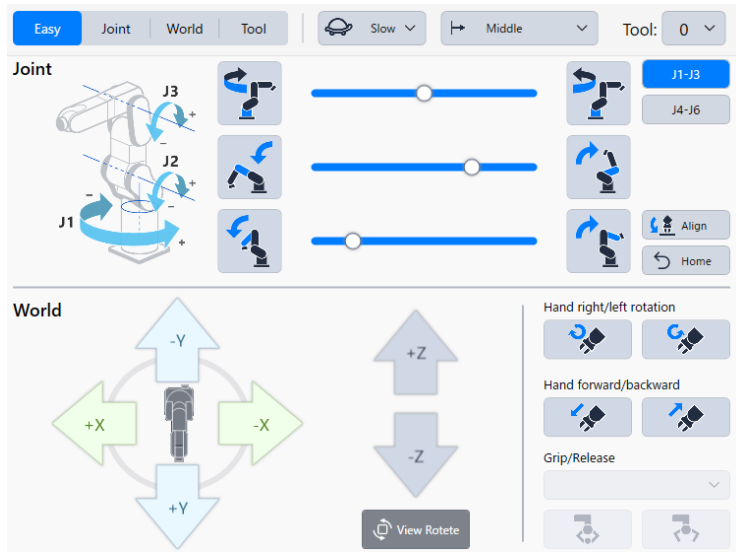 Easy
Joint
World
Tool
Slow
Middle
Tool:
0
Joint
J3
+
−
J2
+
−
J1
−
+
J1-J3
J4-J6
Align
Home
World
-Y
+X
-X
+Y
+Z
-Z
View Rotete
Hand right/left rotation
Hand forward/backward
Grip/Release